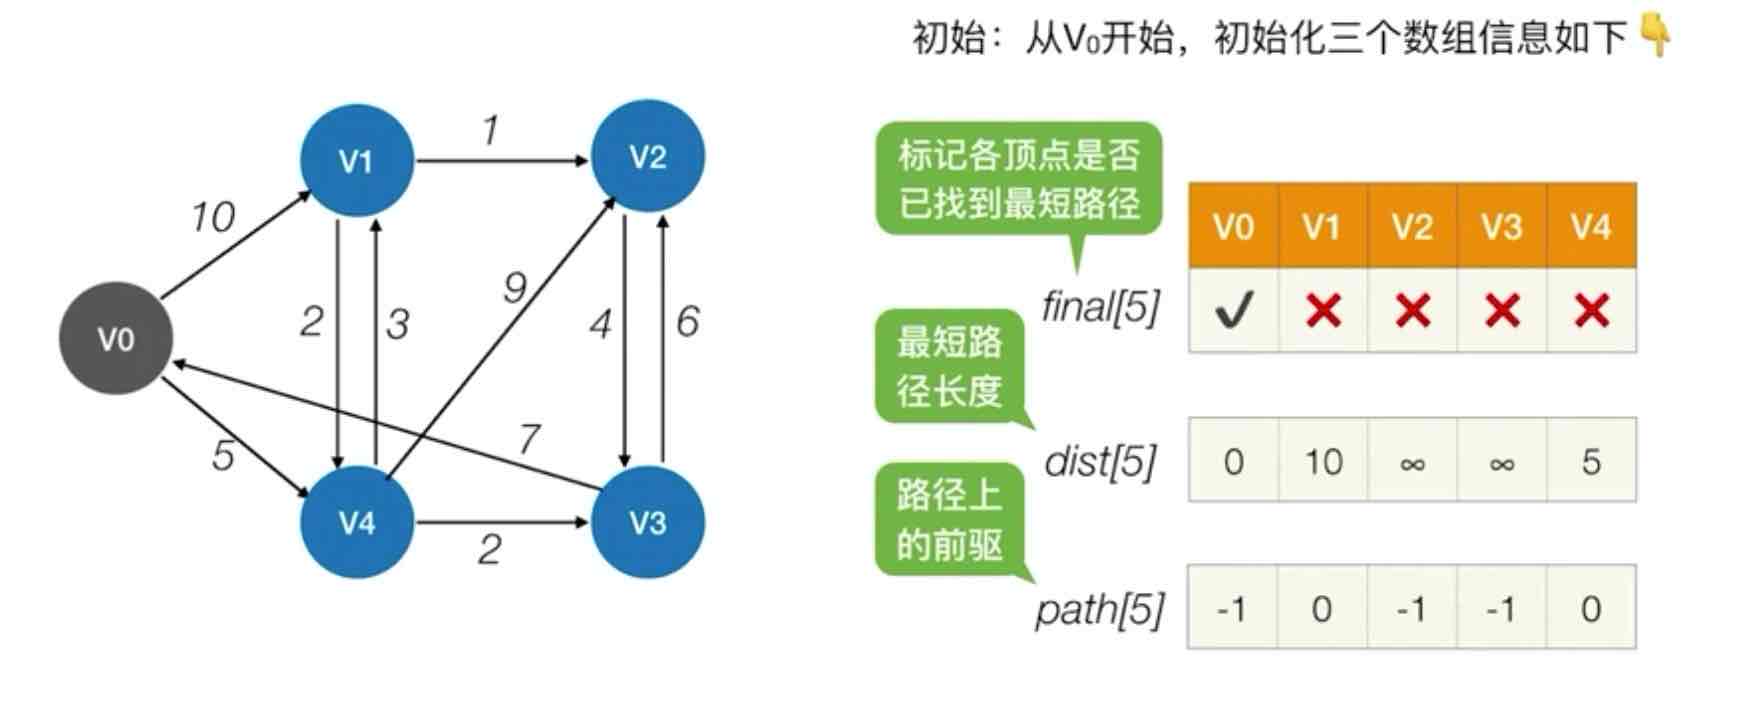 初始：从V₀开始，初始化三个数组信息如下
1
V1
V2
标记各顶点是否
已找到最短路径
10
V0 V1 V2 V3 V4
9
final[5]
2
3
4
6
V0
最短路
径长度
5
7
dist[5]
0 10 ∞ ∞ 5
路径上
的前驱
V4
V3
2
path[5]
-1 0 -1 -1 0